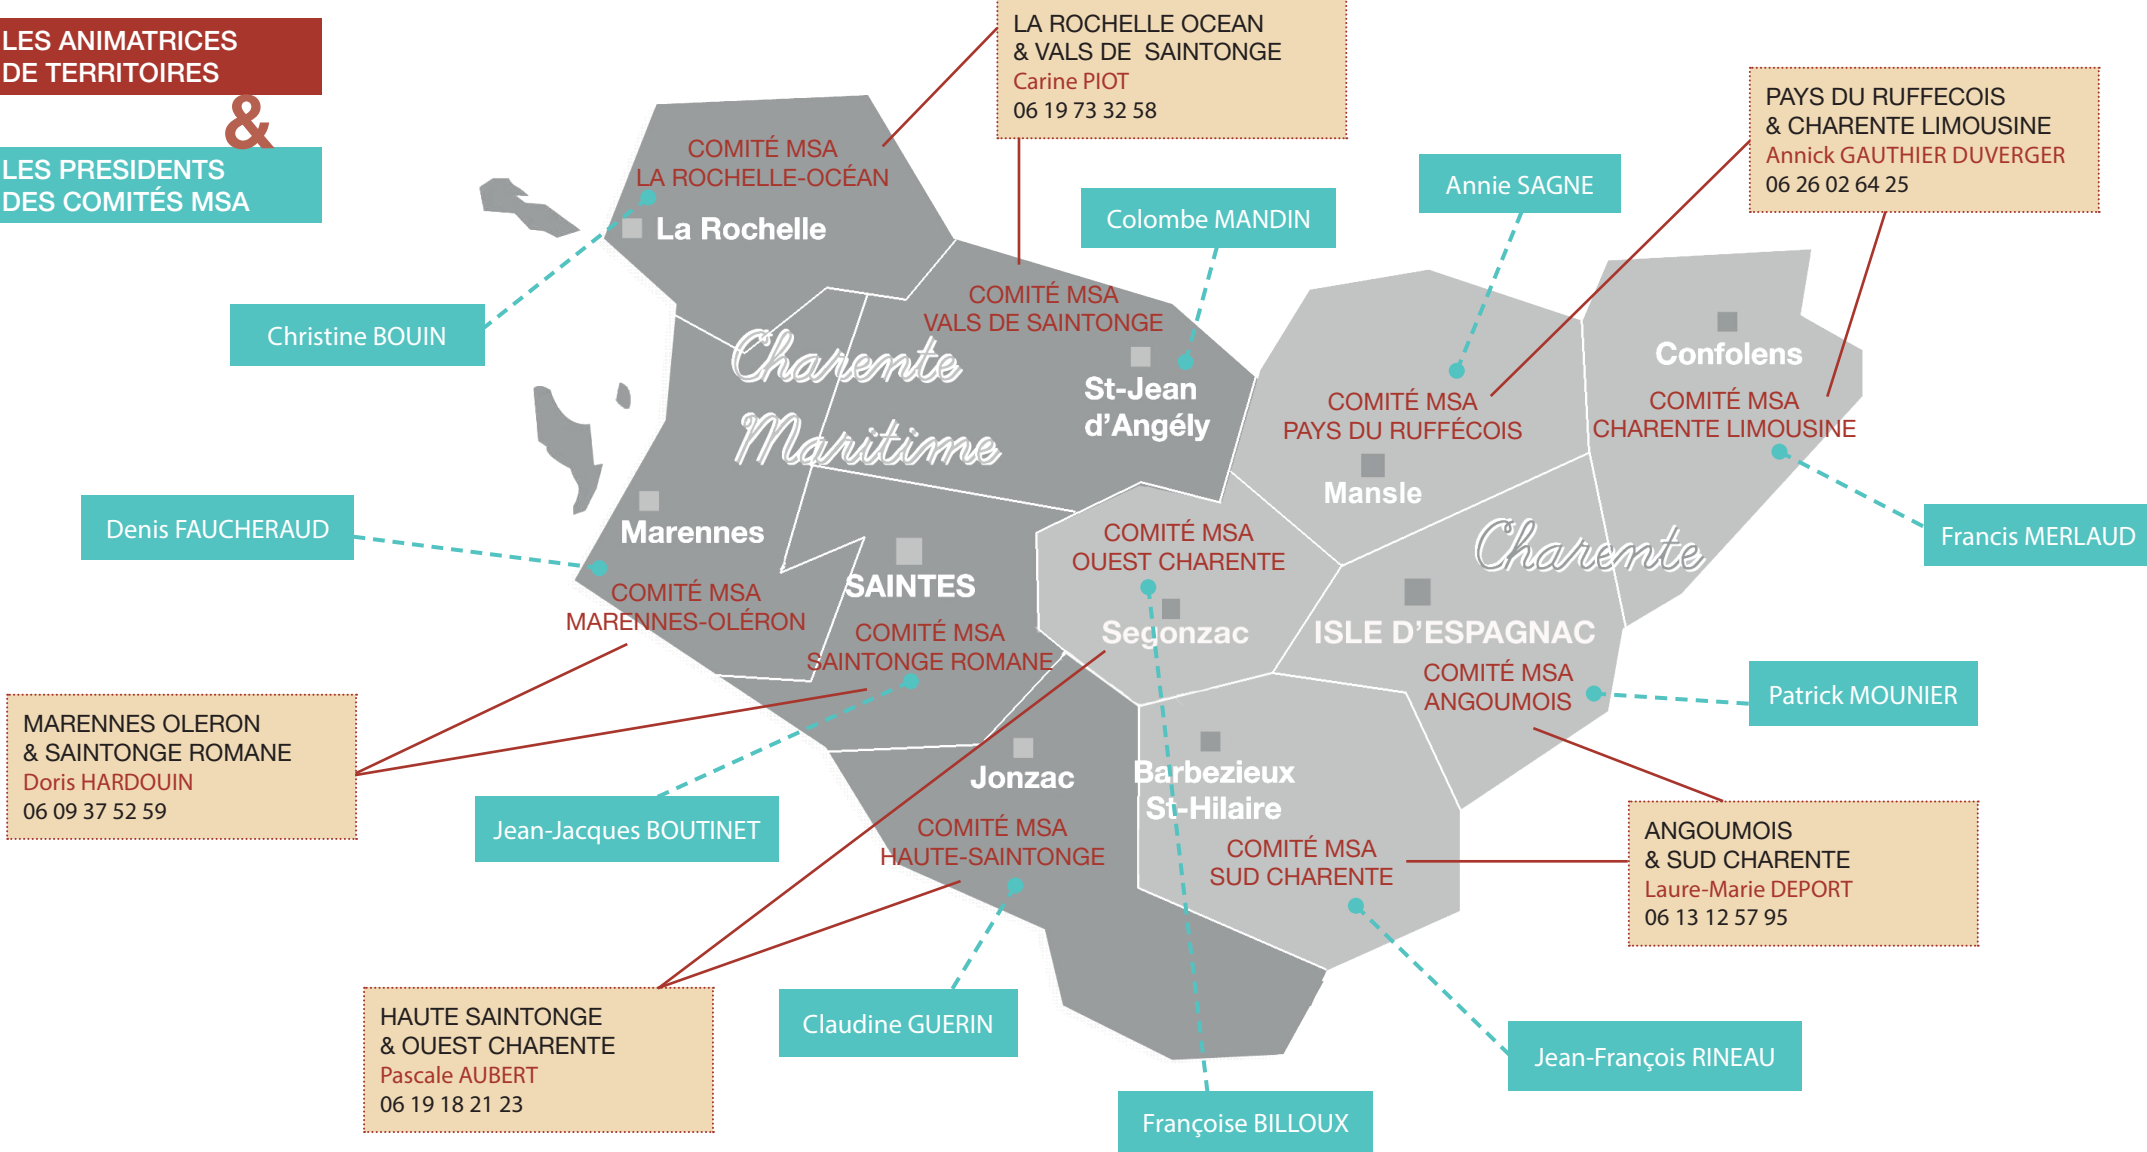 LES ANIMATRICES
DE TERRITOIRES
&
LES PRESIDENTS
DES COMITÉS MSA
LA ROCHELLE OCEAN
& VALS DE SAINTONGE
Carine PIOT
06 19 73 32 58
PAYS DU RUFFECOIS
& CHARENTE LIMOUSINE
Annick GAUTHIER DUVERGER
06 26 02 64 25
COMITÉ MSA
LA ROCHELLE-OCÉAN
La Rochelle
Colombe MANDIN
Annie SAGNE
Christine BOUIN
COMITÉ MSA
VALS DE SAINTONGE
St-Jean
d'Angély
Charente
Maritime
Confolens
COMITÉ MSA
CHARENTE LIMOUSINE
COMITÉ MSA
PAYS DU RUFFÉCOIS
Mansle
Denis FAUCHERAUD
Marennes
COMITÉ MSA
MARENNES-OLÉRON
SAINTES
COMITÉ MSA
SAINTONGE ROMANE
COMITÉ MSA
OUEST CHARENTE
Segonzac
Charente
Francis MERLAUD
ISLE D'ESPAGNAC
COMITÉ MSA
ANGOUMOIS
Patrick MOUNIER
MARENNES OLERON
& SAINTONGE ROMANE
Doris HARDOUIN
06 09 37 52 59
Jean-Jacques BOUTINET
Jonzac
COMITÉ MSA
HAUTE-SAINTONGE
Barbezieux
St-Hilaire
COMITÉ MSA
SUD CHARENTE
ANGOUMOIS
& SUD CHARENTE
Laure-Marie DEPORT
06 13 12 57 95
HAUTE SAINTONGE
& OUEST CHARENTE
Pascale AUBERT
06 19 18 21 23
Claudine GUERIN
Jean-François RINEAU
Françoise BILLOUX